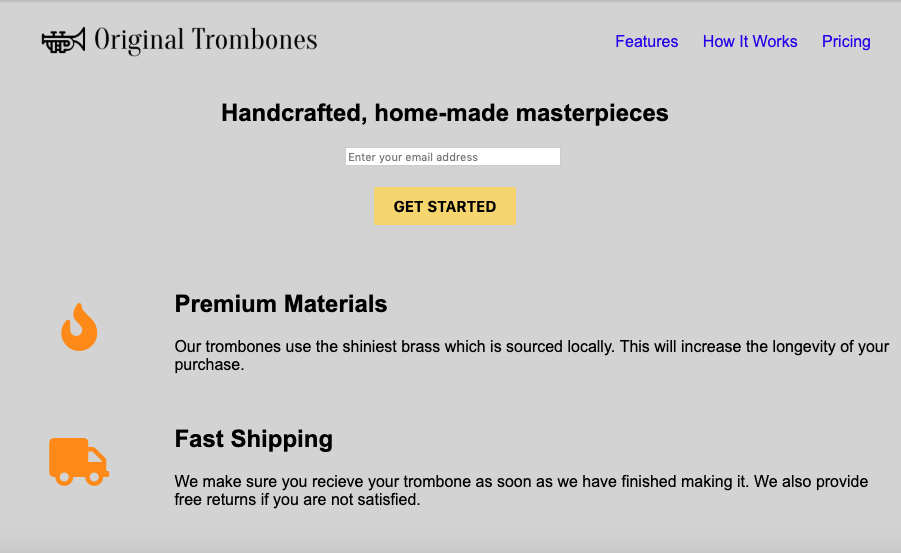 Original Trombones
Features How It Works Pricing
Handcrafted, home-made masterpieces
Enter your email address
GET STARTED
Premium Materials
Our trombones use the shiniest brass which is sourced locally. This will increase the longevity of your
purchase.
Fast Shipping
We make sure you recieve your trombone as soon as we have finished making it. We also provide
free returns if you are not satisfied.